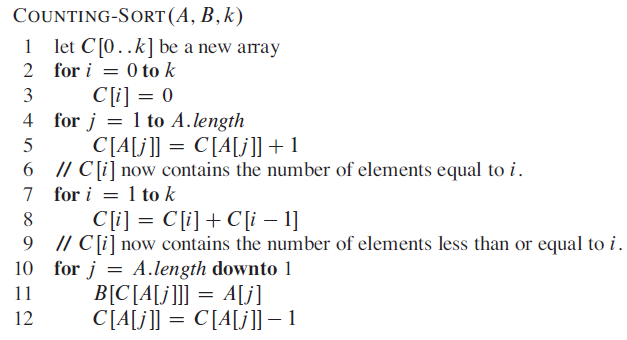 COUNTING-SORT(A, B, k)
1 let C[0..k] be a new array
2 for i = 0 to k
3 C[i] = 0
4 for j = 1 to A.length
5 C[A[j]] = C[A[j]] + 1
6 // C[i] now contains the number of elements equal to i.
7 for i = 1 to k
8 C[i] = C[i] + C[i − 1]
9 // C[i] now contains the number of elements less than or equal to i.
10 for j = A.length downto 1
11 B[C[A[j]]] = A[j]
12 C[A[j]] = C[A[j]] − 1